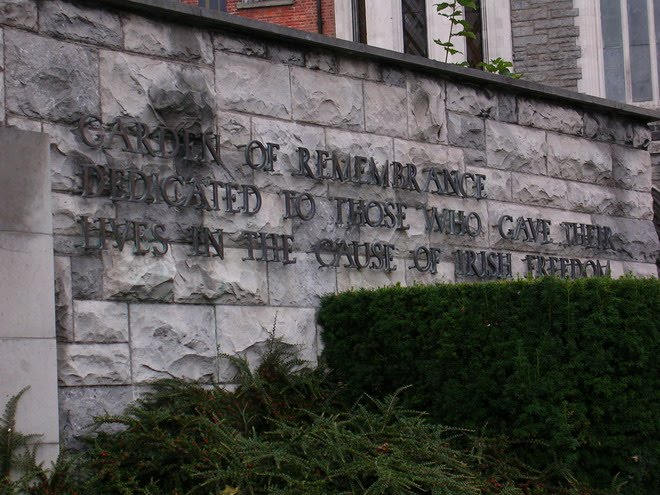 GARDEN OF REMEMBRANCE
DEDICATED TO THOSE WHO GAVE THEIR
LIVES IN THE CAUSE OF IRISH FREEDOM